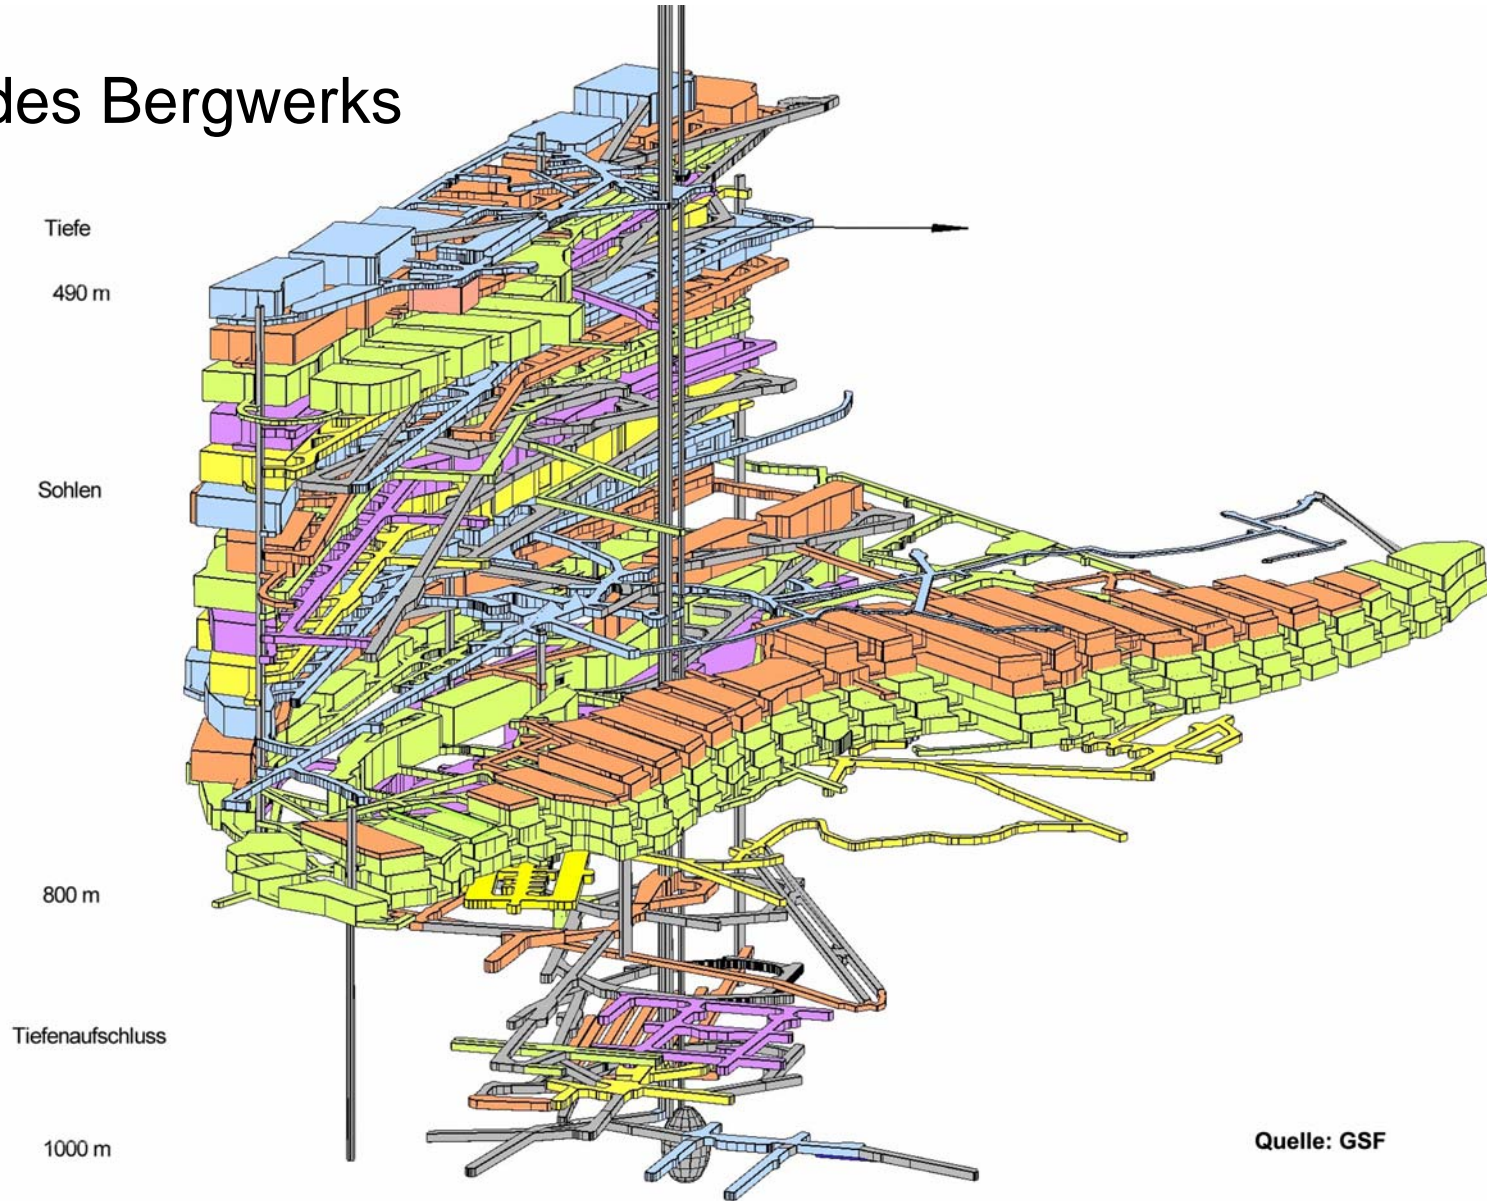 des Bergwerks
Tiefe
490 m
Sohlen
800 m
Tiefenaufschluss
1000 m
Quelle: GSF